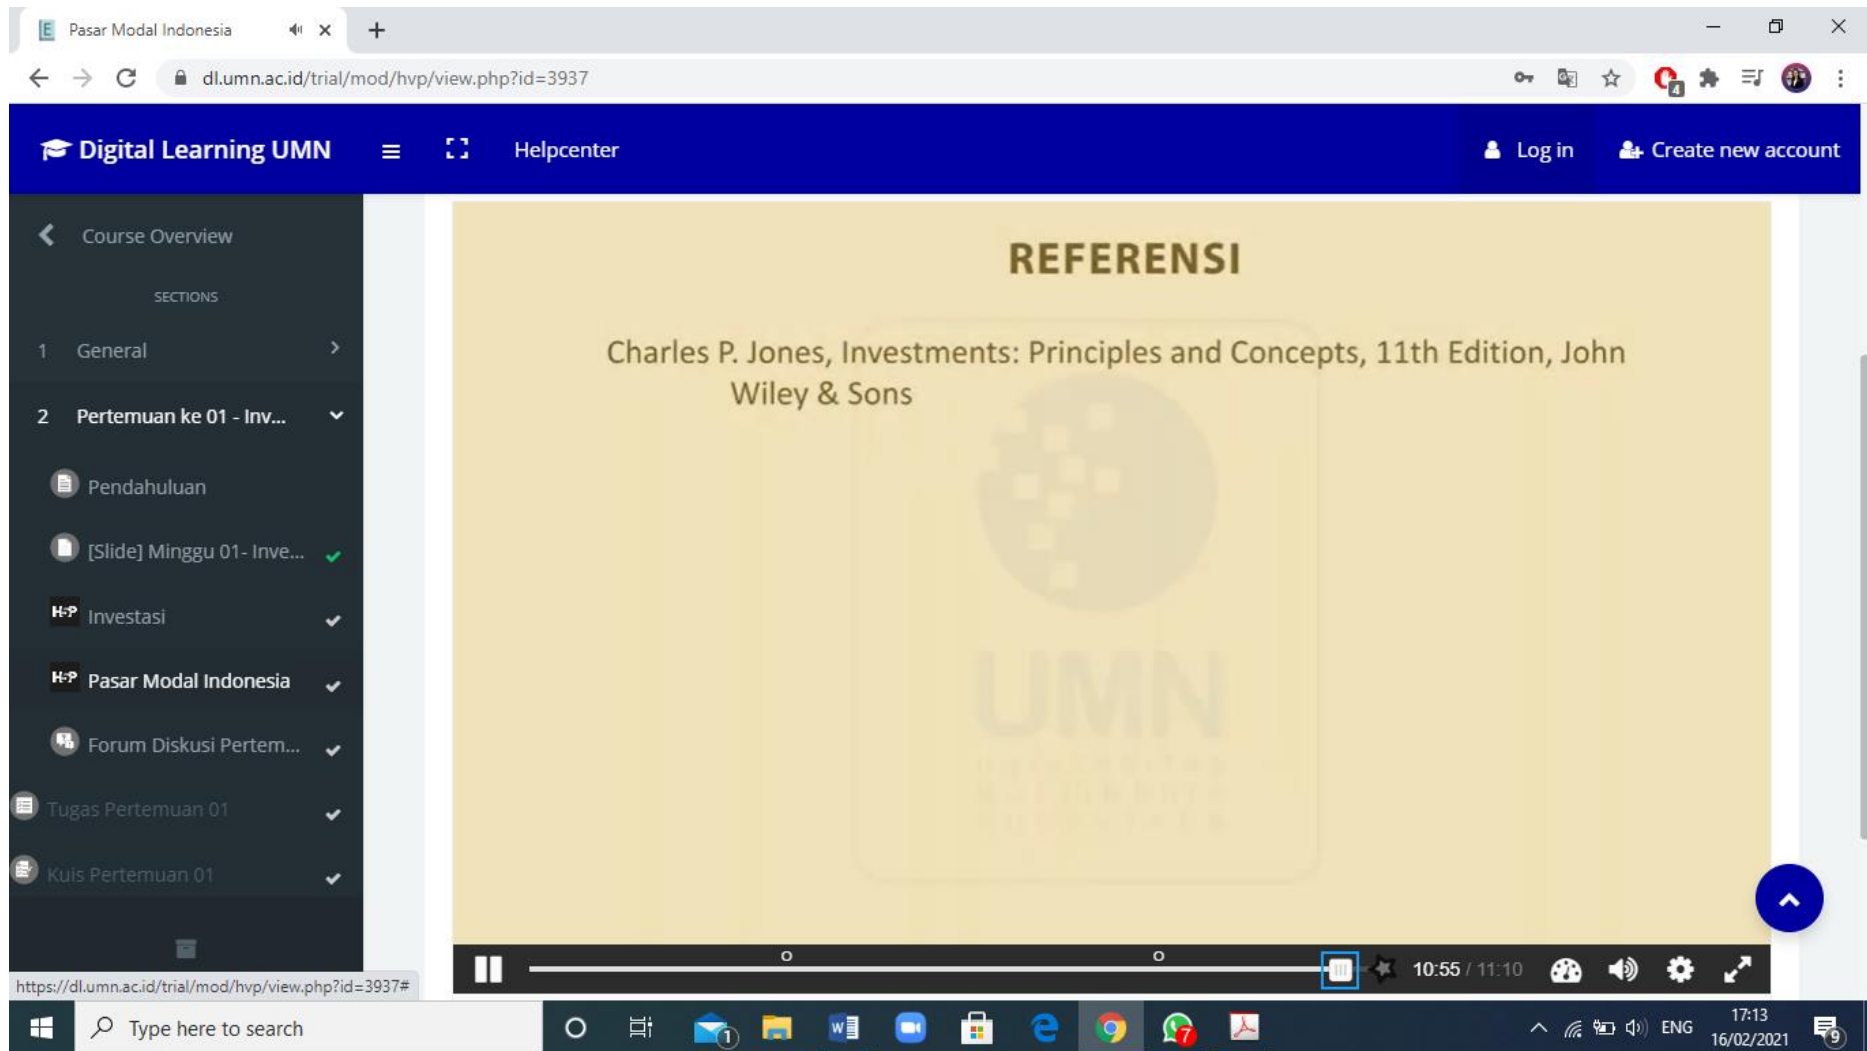 Pasar Modal Indonesia
dl.umn.ac.id/trial/mod/hvp/view.php?id=3937
4
Digital Learning UMN
Helpcenter
Log in
Create new account
Course Overview
SECTIONS
1 General
2 Pertemuan ke 01 - Inv...
Pendahuluan
[Slide] Minggu 01- Inve...
H-P Investasi
H-P Pasar Modal Indonesia
Forum Diskusi Pertem...
Tugas Pertemuan 01
Kuis Pertemuan 01
REFERENSI
Charles P. Jones, Investments: Principles and Concepts, 11th Edition, John
Wiley & Sons
UMN
10:55 / 11:10
https://dl.umn.ac.id/trial/mod/hvp/view.php?id=3937#
Type here to search
1
7
ENG
17:13
16/02/2021
9